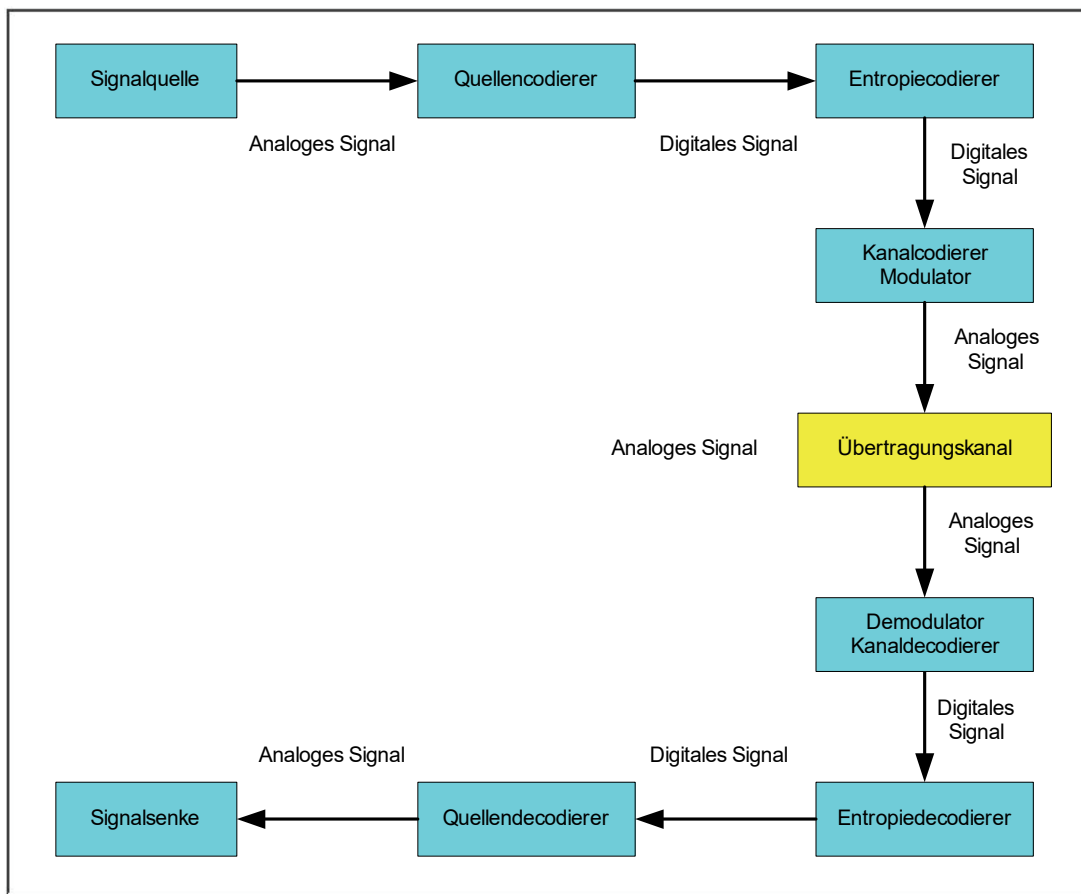 Signalquelle
Quellencodierer
Entropiecodierer
Analoges Signal
Digitales Signal
Digitales
Signal
Kanalcodierer
Modulator
Analoges
Signal
Analoges Signal
Übertragungskanal
Analoges
Signal
Demodulator
Kanaldecodierer
Digitales
Signal
Analoges Signal
Digitales Signal
Signalsenke
Quellendecodierer
Entropiedecodierer